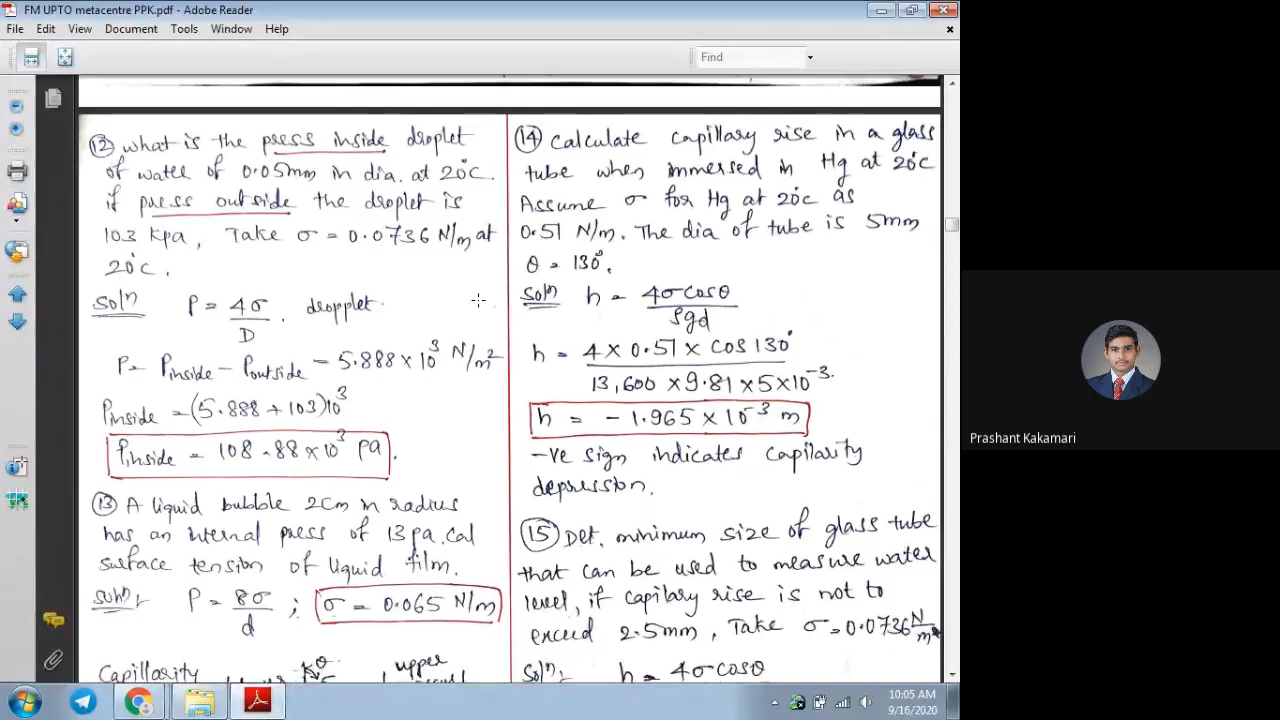 FM UPTO metacentre PPK.pdf - Adobe Reader
File Edit View Document Tools Window Help
Find
12 What is the press inside droplet
of water of 0.05mm in dia. at 20°C.
if press outside the droplet is
103 kpa, Take σ = 0.0736 N/m at
20°C.
Soln P = 4σ/D . dropplet
P = Pinside - Poutside = 5.888 × 10³ N/m²
Pinside = (5.888 + 103)10³
Pinside = 108.88 × 10³ pa.
13 A liquid bubble 2cm in radius
has an internal press of 13 pa. cal
surface tension of liquid film.
Soln, P = 8σ/d ; σ = 0.065 N/m
Capillarity
θ
upper
14 Calculate capillary rise in a glass
tube when immersed in Hg at 20°C
Assume σ for Hg at 20°C as
0.51 N/m. The dia of tube is 5mm
θ = 130°.
Soln h = 4σcosθ/ρgd
h = 4 × 0.51 × cos 130°/13,600 × 9.81 × 5 × 10⁻³.
h = - 1.965 × 10⁻³ m
-ve sign indicates capilarity
depression.
15 Det. minimum size of glass tube
that can be used to measure water
level, if capilary rise is not to
exceed 2.5mm, Take σ = 0.0736 N/m
Soln, h = 4σcosθ
Prashant Kakamari
10:05 AM
9/16/2020